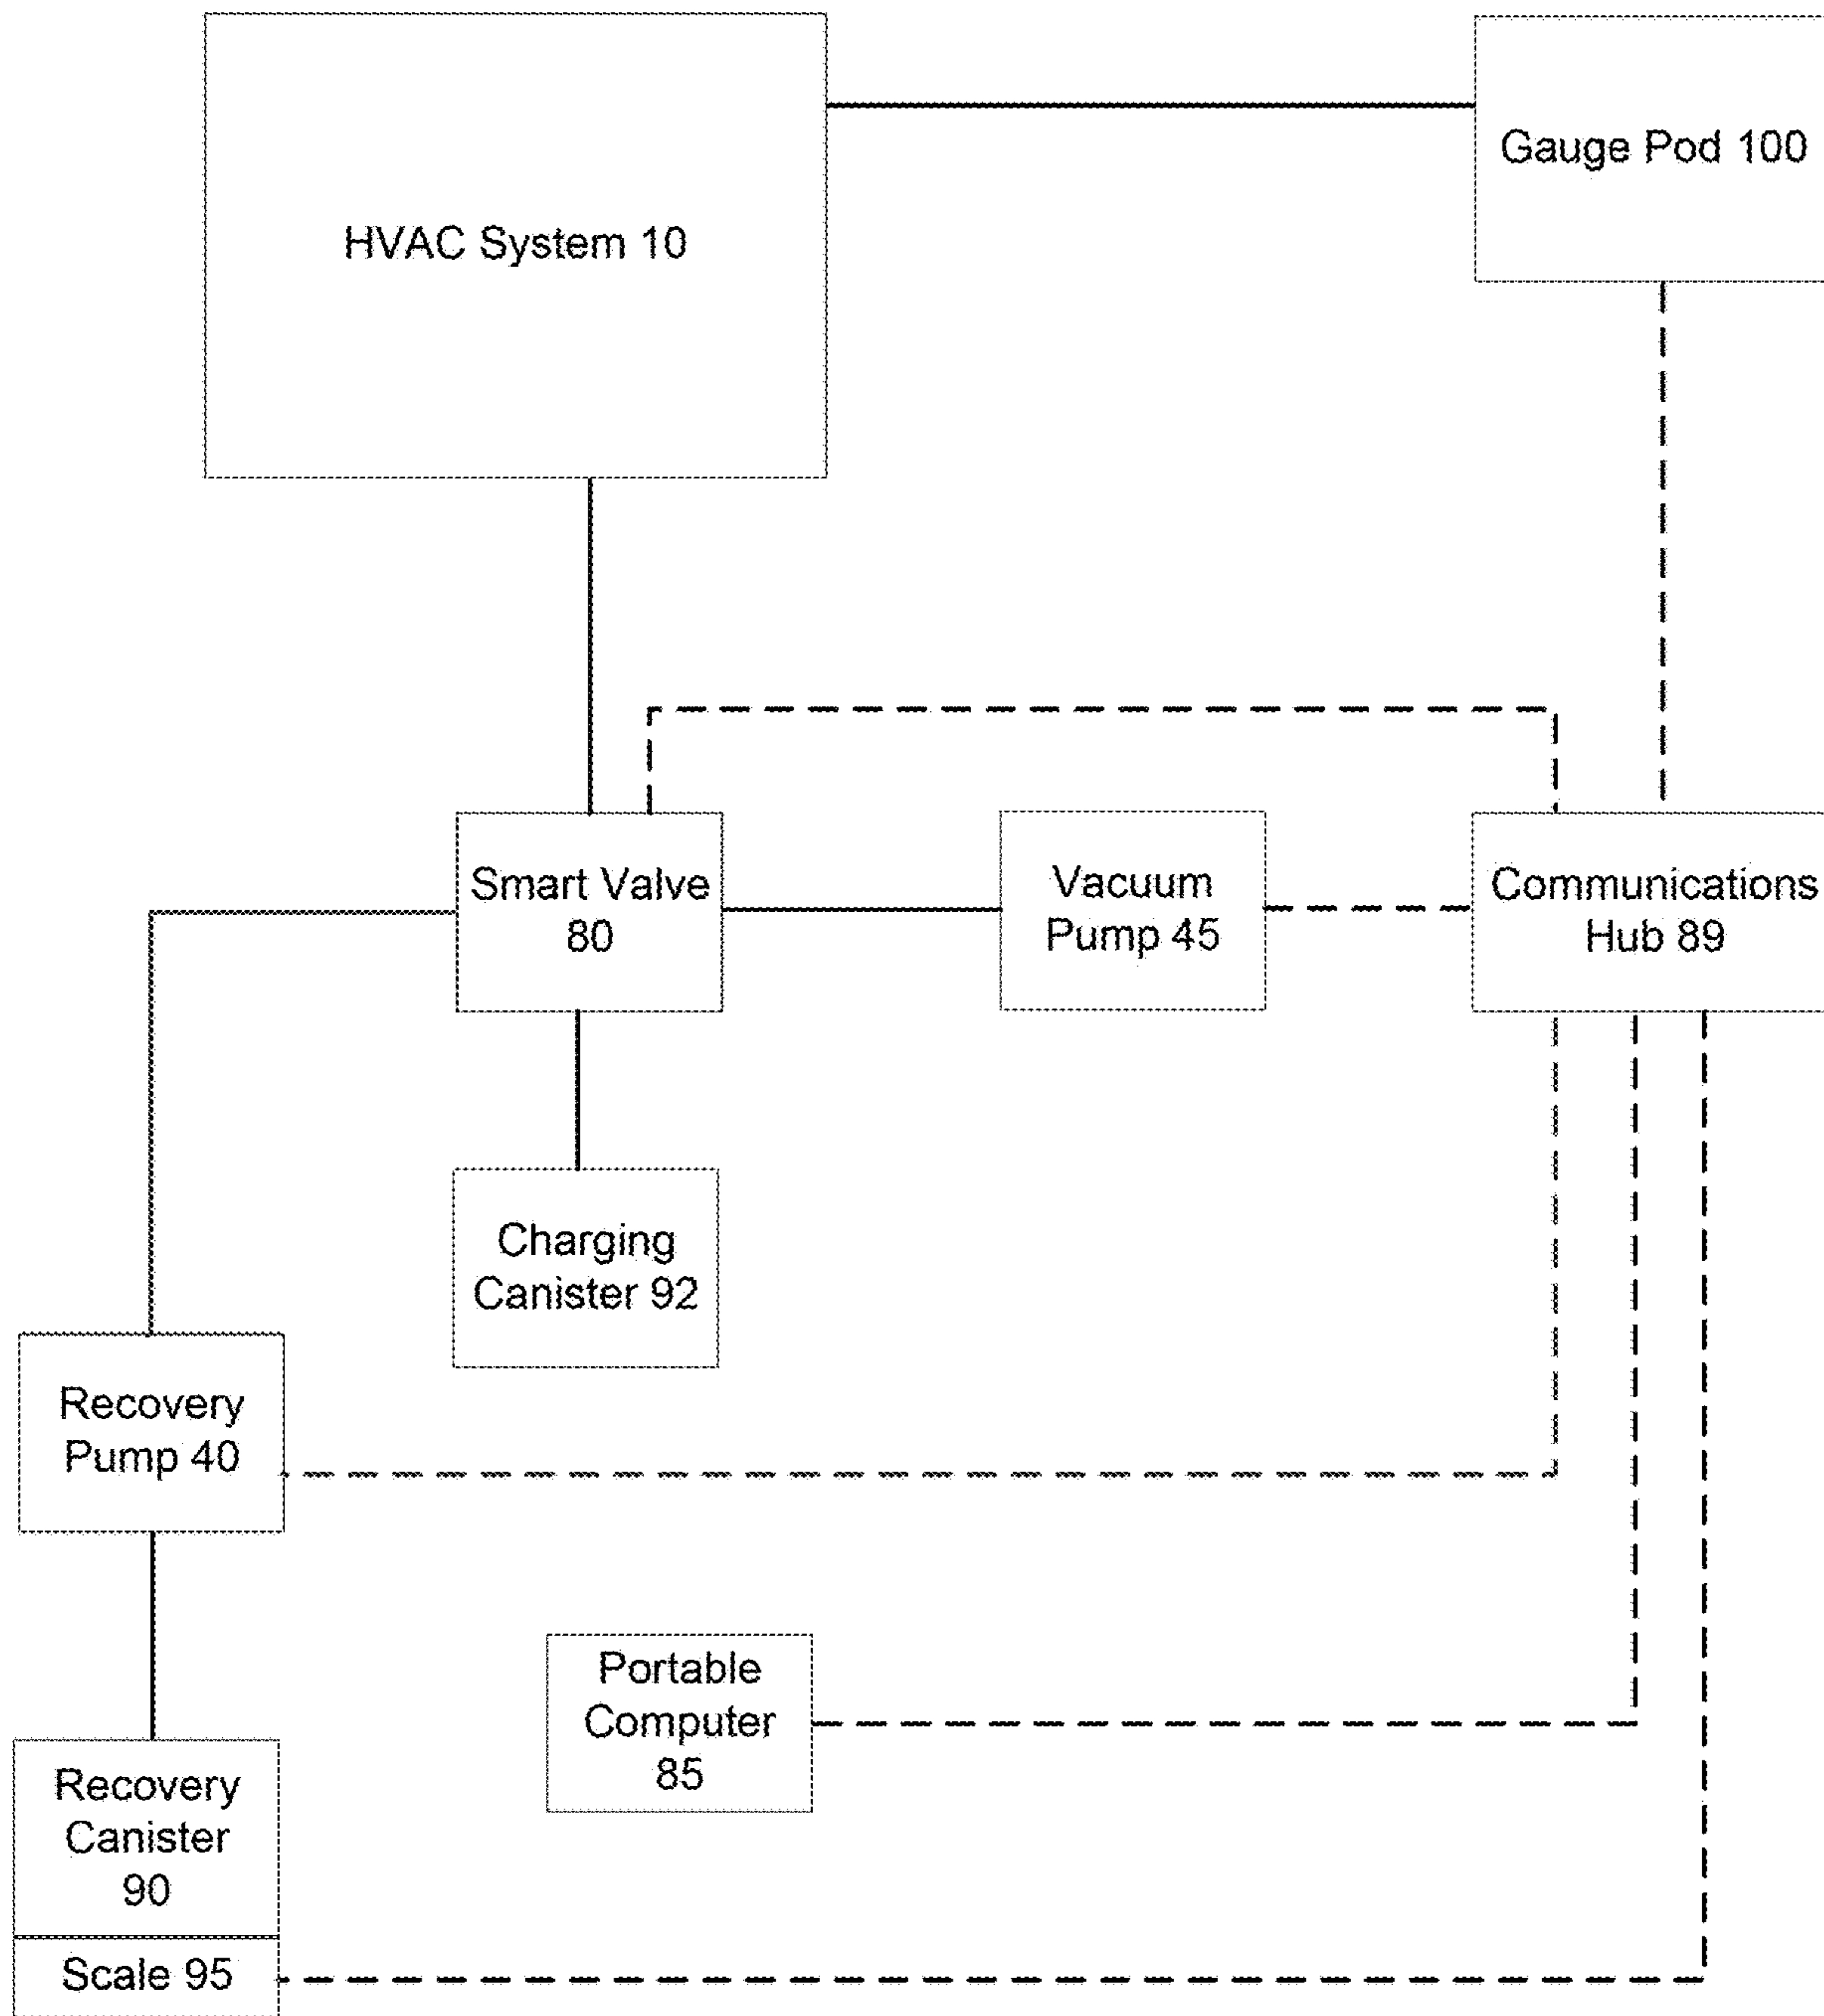 HVAC System 10
Gauge Pod 100
Smart Valve
80
Vacuum
Pump 45
Communications
Hub 89
Charging
Canister 92
Recovery
Pump 40
Portable
Computer
85
Recovery
Canister
90
Scale 95